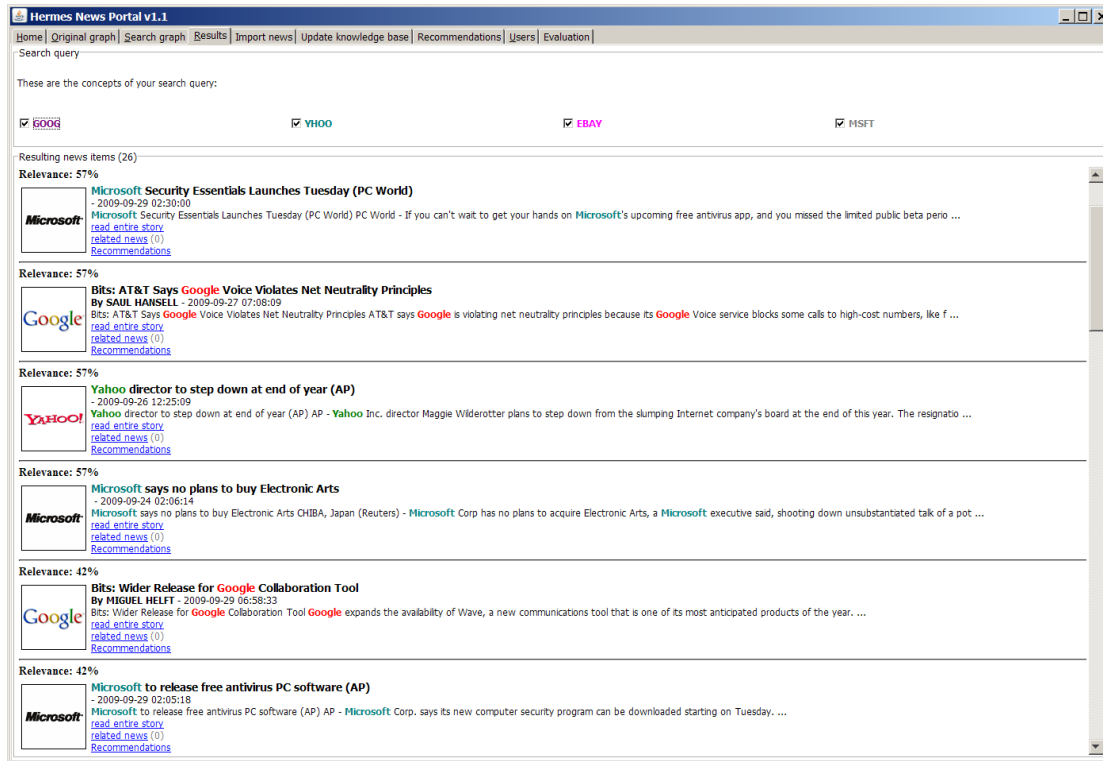 Hermes News Portal v1.1
Home Original graph Search graph Results Import news Update knowledge base Recommendations Users Evaluation
Search query
These are the concepts of your search query:
GOOG YHOO EBAY MSFT
Resulting news items (26)
Relevance: 57%
Microsoft
Microsoft Security Essentials Launches Tuesday (PC World)
- 2009-09-29 02:30:00
Microsoft Security Essentials Launches Tuesday (PC World) PC World - If you can't wait to get your hands on Microsoft's upcoming free antivirus app, and you missed the limited public beta perio ...
read entire story
related news (0)
Recommendations
Relevance: 57%
Google
Bits: AT&T Says Google Voice Violates Net Neutrality Principles
By SAUL HANSELL - 2009-09-27 07:08:09
Bits: AT&T Says Google Voice Violates Net Neutrality Principles AT&T says Google is violating net neutrality principles because its Google Voice service blocks some calls to high-cost numbers, like f ...
read entire story
related news (0)
Recommendations
Relevance: 57%
YAHOO!
Yahoo director to step down at end of year (AP)
- 2009-09-26 12:25:09
Yahoo director to step down at end of year (AP) AP - Yahoo Inc. director Maggie Wilderotter plans to step down from the slumping Internet company's board at the end of this year. The resignatio ...
read entire story
related news (0)
Recommendations
Relevance: 57%
Microsoft
Microsoft says no plans to buy Electronic Arts
- 2009-09-24 02:06:14
Microsoft says no plans to buy Electronic Arts CHIBA, Japan (Reuters) - Microsoft Corp has no plans to acquire Electronic Arts, a Microsoft executive said, shooting down unsubstantiated talk of a pot ...
read entire story
related news (0)
Recommendations
Relevance: 42%
Google
Bits: Wider Release for Google Collaboration Tool
By MIGUEL HELFT - 2009-09-29 06:58:33
Bits: Wider Release for Google Collaboration Tool Google expands the availability of Wave, a new communications tool that is one of its most anticipated products of the year. ...
read entire story
related news (0)
Recommendations
Relevance: 42%
Microsoft
Microsoft to release free antivirus PC software (AP)
- 2009-09-29 02:05:18
Microsoft to release free antivirus PC software (AP) AP - Microsoft Corp. says its new computer security program can be downloaded starting on Tuesday. ...
read entire story
related news (0)
Recommendations